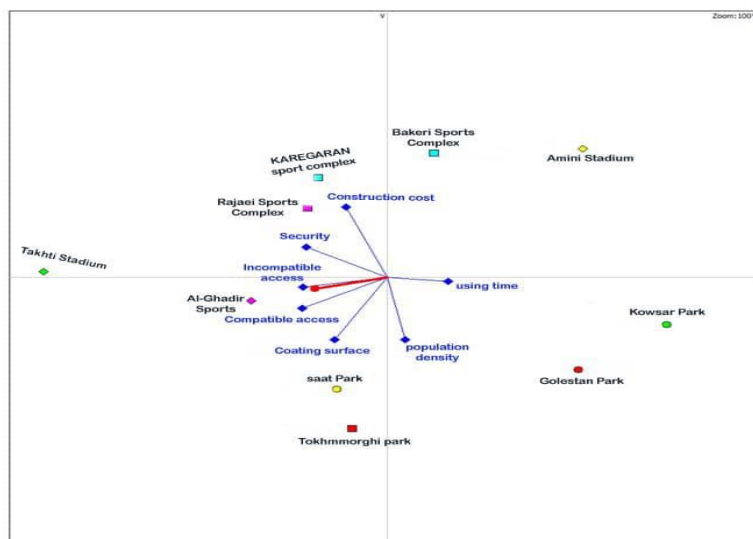 V
Zoom: 100%
Bakeri Sports
Complex
Amini Stadium
KAREGARAN
sport complex
Construction cost
Rajaei Sports
Complex
Security
Takhti Stadium
Incompatible
access
using time
Al-Ghadir
Sports
Compatible access
Kowsar Park
Coating surface
population
density
saat Park
Golestan Park
Tokhmmorghi park